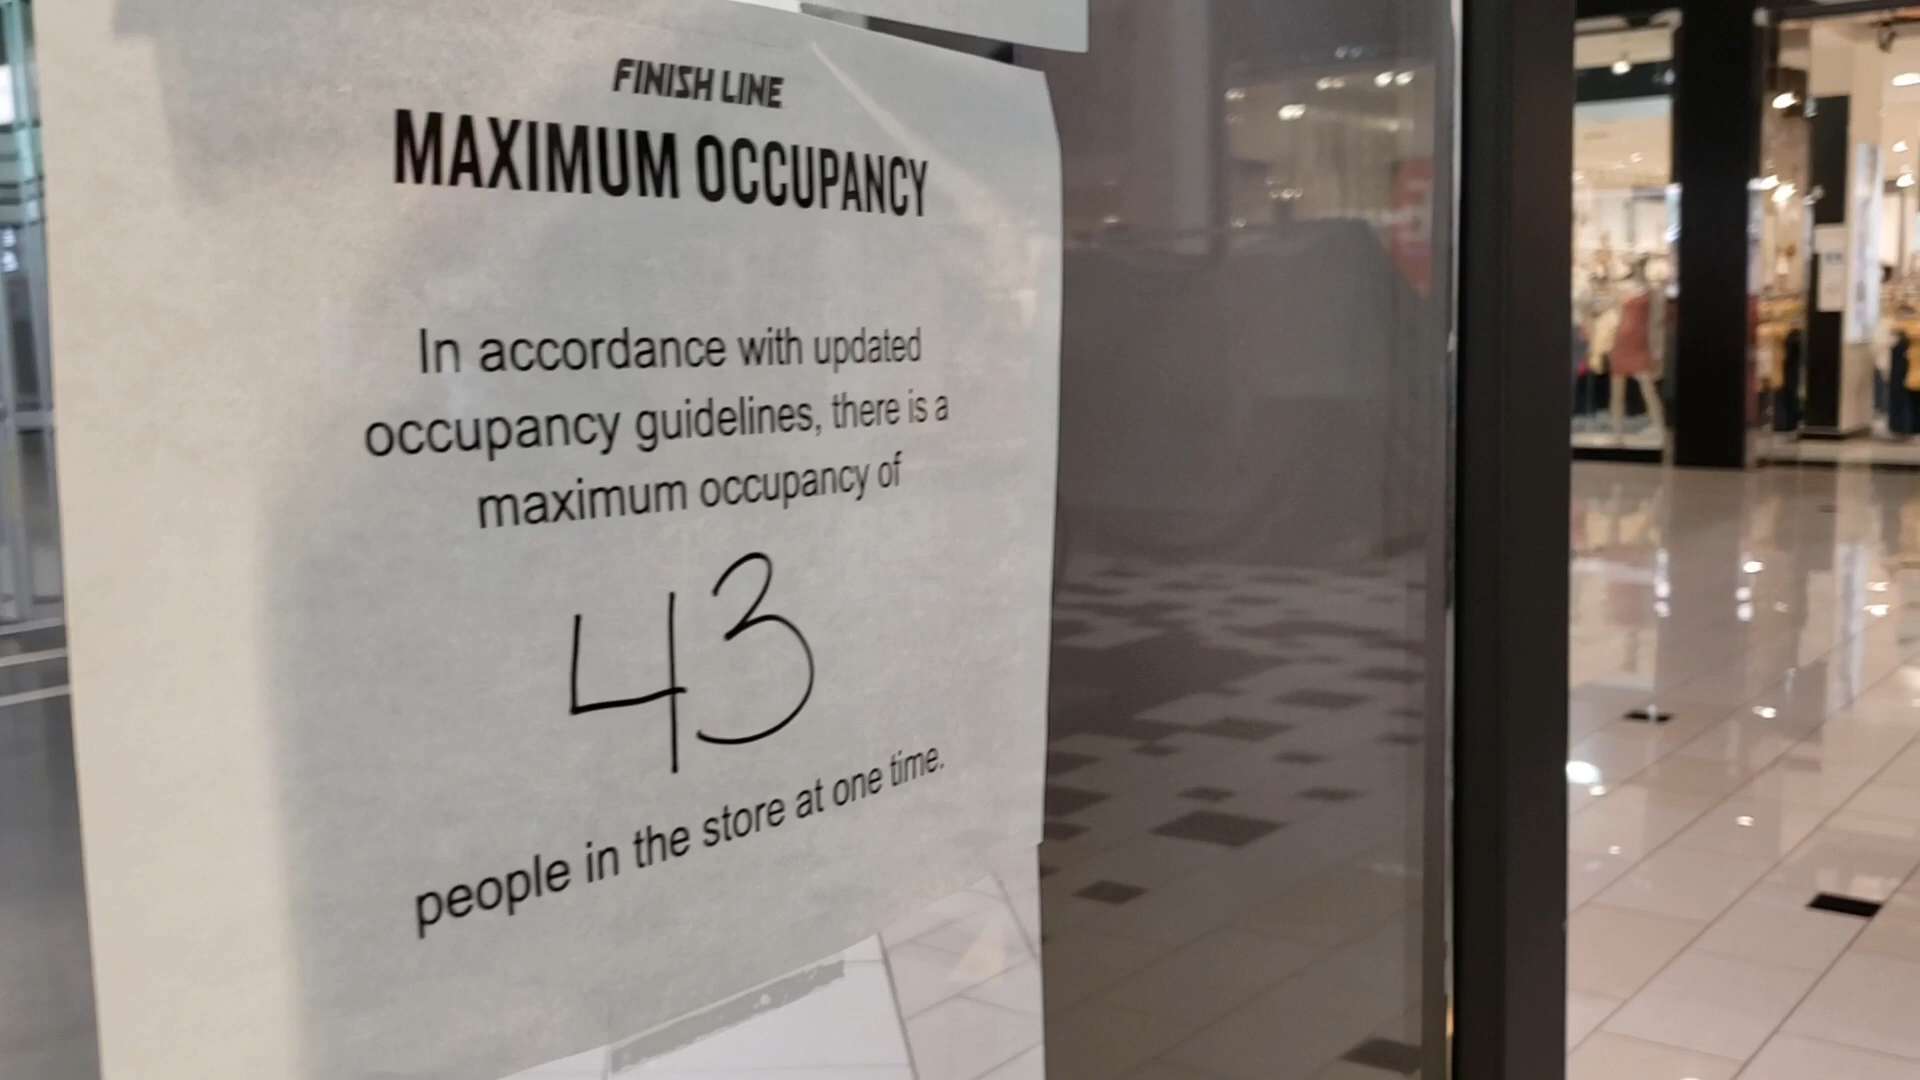 FINISH LINE
MAXIMUM OCCUPANCY
In accordance with updated
occupancy guidelines, there is a
maximum occupancy of
43
people in the store at one time.